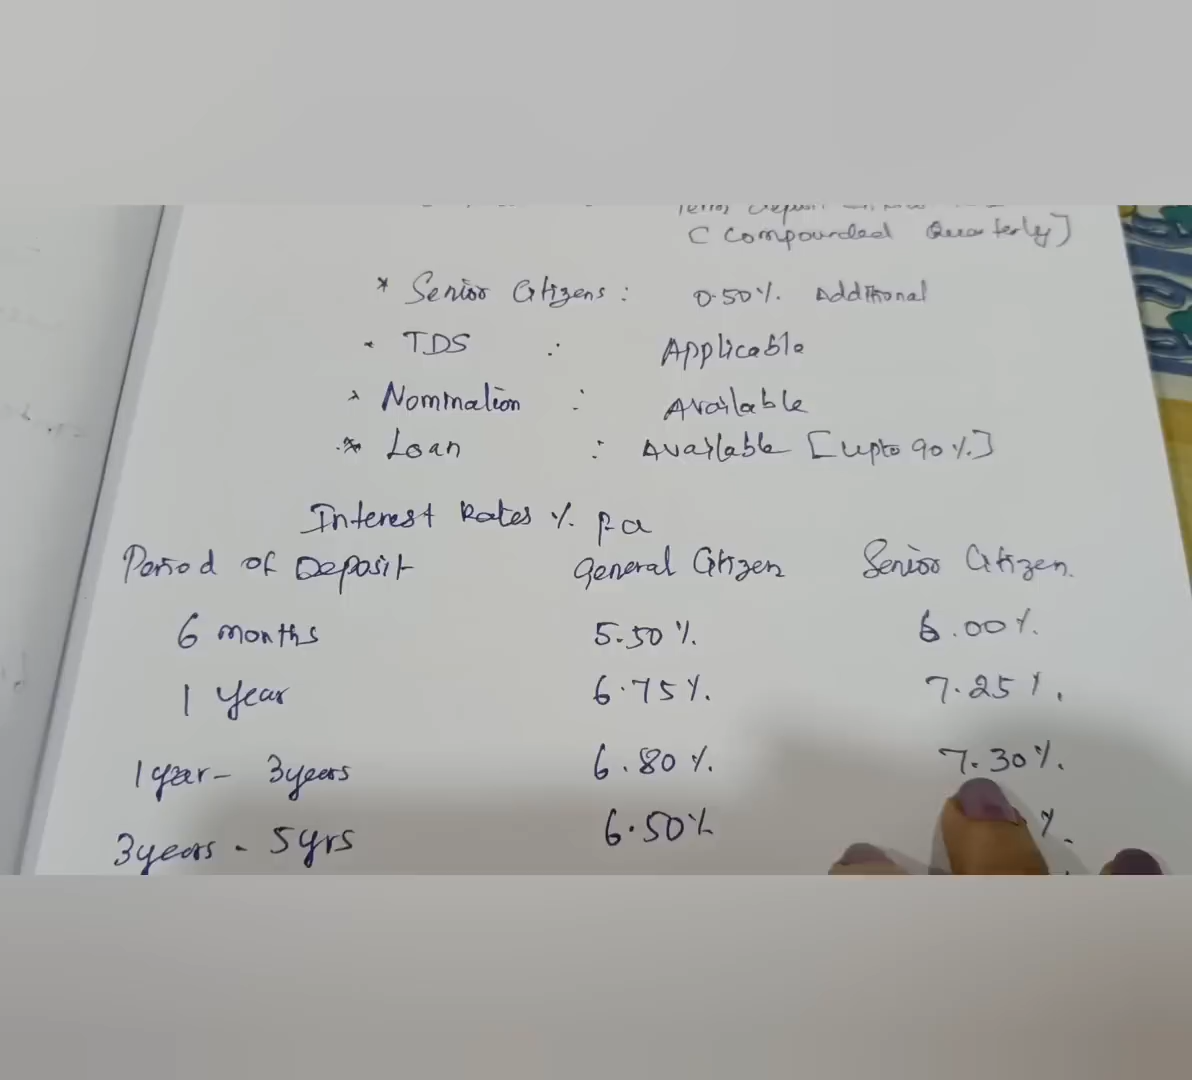 [Compounded Quarterly]
* Senior Citizens : 0.50%. Additional
* TDS : Applicable
* Nomination : Available
* Loan : Available [upto 90%]
Interest Rates % pa
Period of Deposit General Citizen Senior Citizen.
6 months 5.50%. 6.00%.
1 year 6.75%. 7.25%.
1 year - 3 years 6.80%. 7.30%.
3 years - 5 yrs 6.50% %.